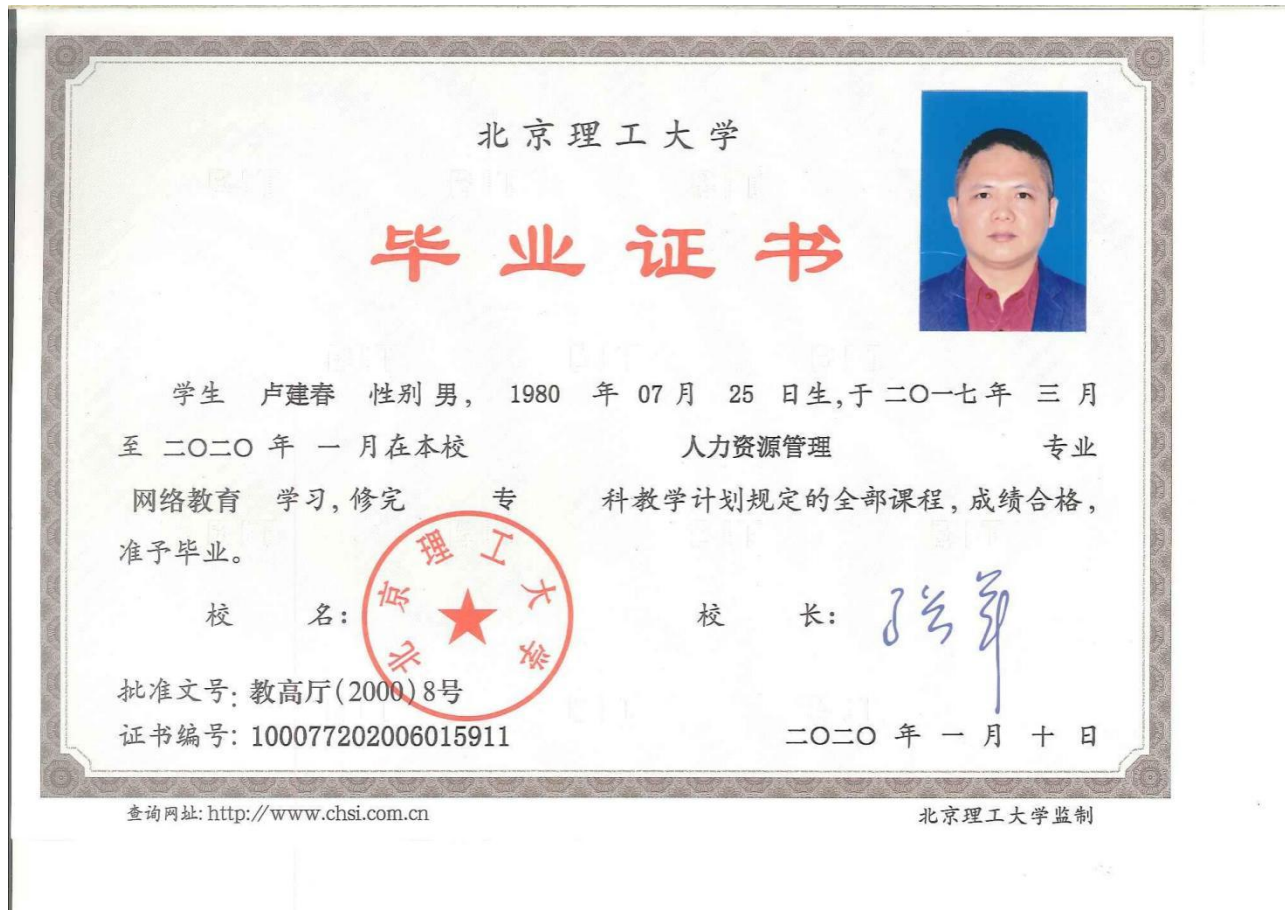 北京理工大学
毕业证书
学生 卢建春 性别 男, 1980 年 07 月 25 日生,于 二〇一七 年 三 月
至 二〇二〇 年 一 月在本校 人力资源管理 专业
网络教育 学习,修完 专 科教学计划规定的全部课程,成绩合格,
准予毕业。
校 名: 北京理工大学 校 长:
批准文号: 教高厅(2000)8号
证书编号: 100077202006015911 二〇二〇 年 一 月 十 日
查询网址: http://www.chsi.com.cn 北京理工大学监制